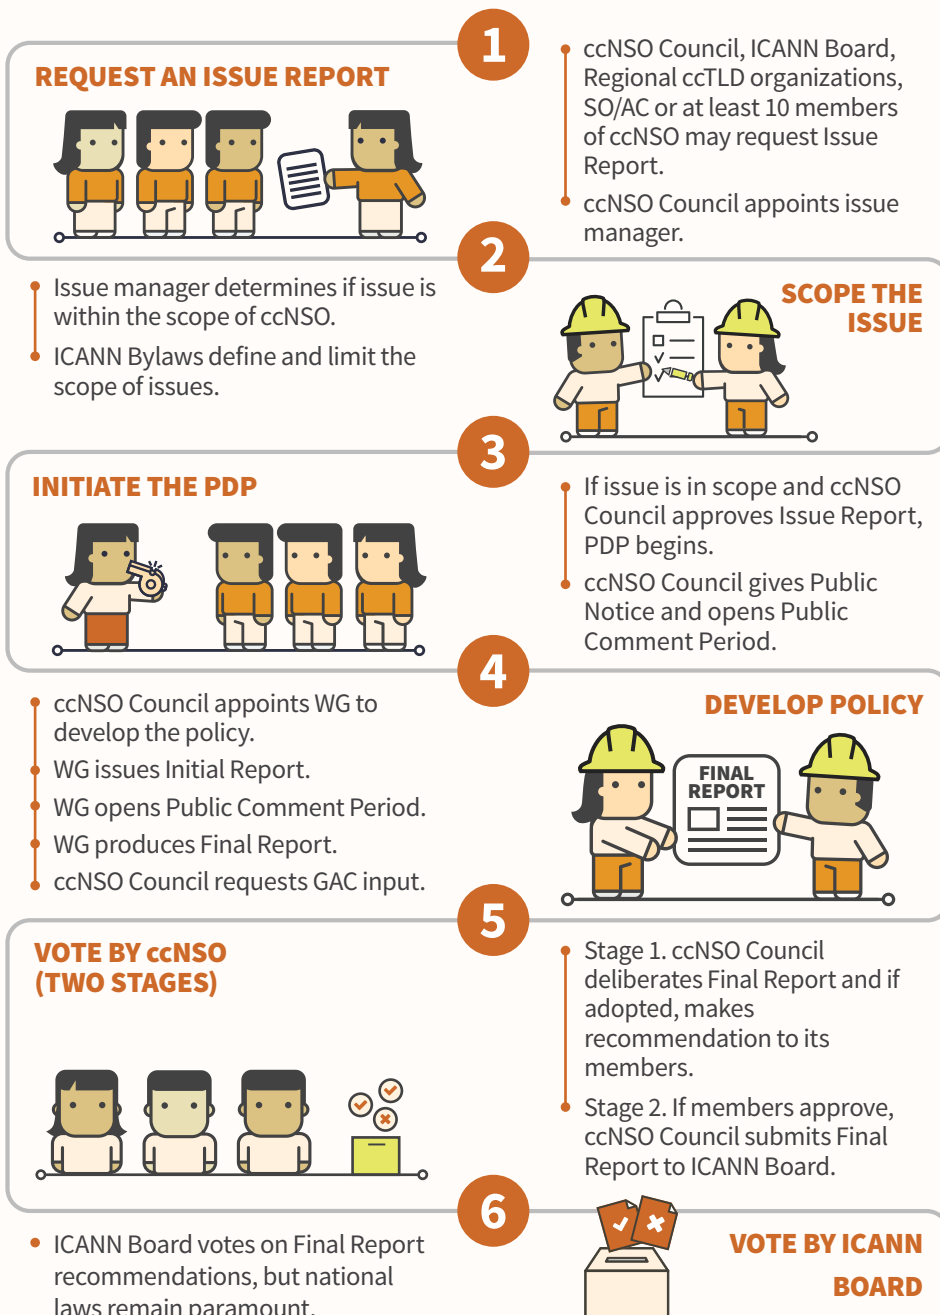 1
REQUEST AN ISSUE REPORT
ccNSO Council, ICANN Board,
Regional ccTLD organizations,
SO/AC or at least 10 members
of ccNSO may request Issue
Report.
ccNSO Council appoints issue
manager.
2
SCOPE THE
ISSUE
Issue manager determines if issue is
within the scope of ccNSO.
ICANN Bylaws define and limit the
scope of issues.
3
INITIATE THE PDP
If issue is in scope and ccNSO
Council approves Issue Report,
PDP begins.
ccNSO Council gives Public
Notice and opens Public
Comment Period.
4
DEVELOP POLICY
ccNSO Council appoints WG to
develop the policy.
WG issues Initial Report.
WG opens Public Comment Period.
WG produces Final Report.
ccNSO Council requests GAC input.
FINAL
REPORT
5
VOTE BY ccNSO
(TWO STAGES)
Stage 1. ccNSO Council
deliberates Final Report and if
adopted, makes
recommendation to its
members.
Stage 2. If members approve,
ccNSO Council submits Final
Report to ICANN Board.
6
VOTE BY ICANN
BOARD
ICANN Board votes on Final Report
recommendations, but national
laws remain paramount.